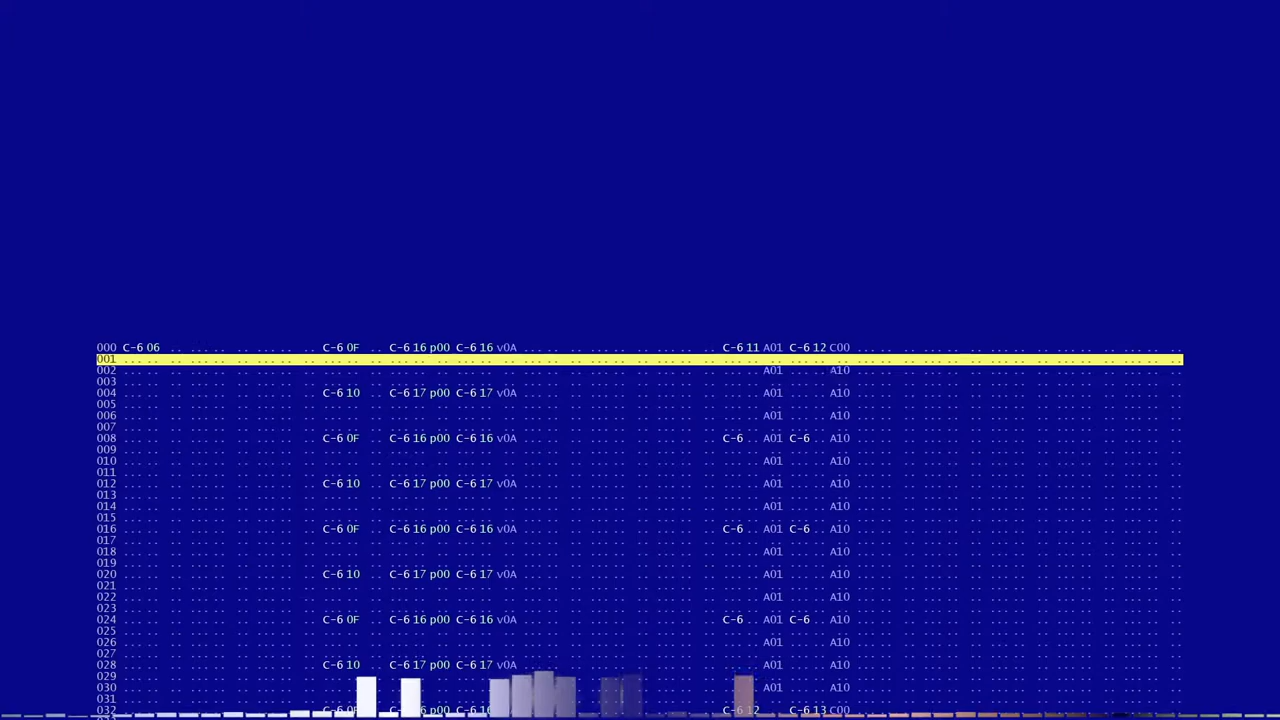 000 C-6 06 C-6 0F C-6 16 p00 C-6 16 v0A C-6 11 A01 C-6 12 C00
001
002 A01 A10
003
004 C-6 10 C-6 17 p00 C-6 17 v0A A01 A10
005
006 A01 A10
007
008 C-6 0F C-6 16 p00 C-6 16 v0A C-6 A01 C-6 A10
009
010 A01 A10
011
012 C-6 10 C-6 17 p00 C-6 17 v0A A01 A10
013
014 A01 A10
015
016 C-6 0F C-6 16 p00 C-6 16 v0A C-6 A01 C-6 A10
017
018 A01 A10
019
020 C-6 10 C-6 17 p00 C-6 17 v0A A01 A10
021
022 A01 A10
023
024 C-6 0F C-6 16 p00 C-6 16 v0A C-6 A01 C-6 A10
025
026 A01 A10
027
028 C-6 10 C-6 17 p00 C-6 17 v0A A01 A10
029
030 A01 A10
031
032 C-6 p00 C-6 C-6 12 C-6 13 C00